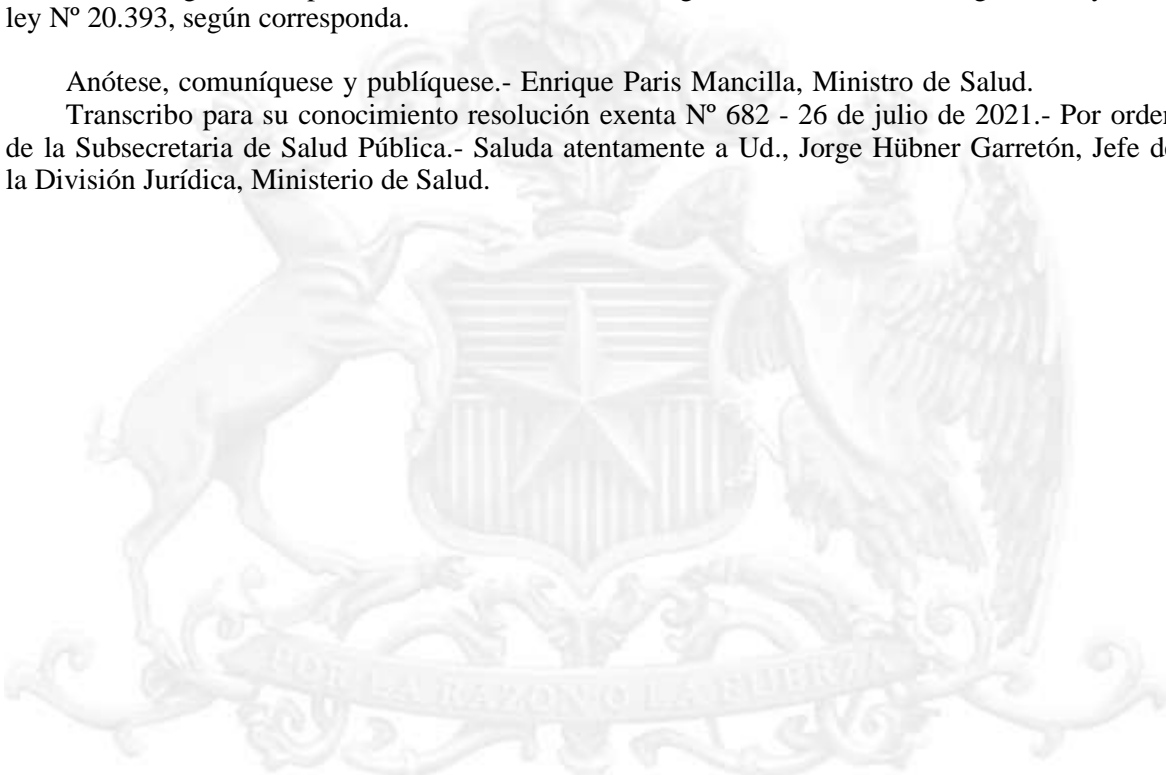 ley Nº 20.393, según corresponda.
Anótese, comuníquese y publíquese.- Enrique Paris Mancilla, Ministro de Salud.
Transcribo para su conocimiento resolución exenta Nº 682 - 26 de julio de 2021.- Por orden
de la Subsecretaria de Salud Pública.- Saluda atentamente a Ud., Jorge Hübner Garretón, Jefe de
la División Jurídica, Ministerio de Salud.
POR LA RAZON O LA FUERZA